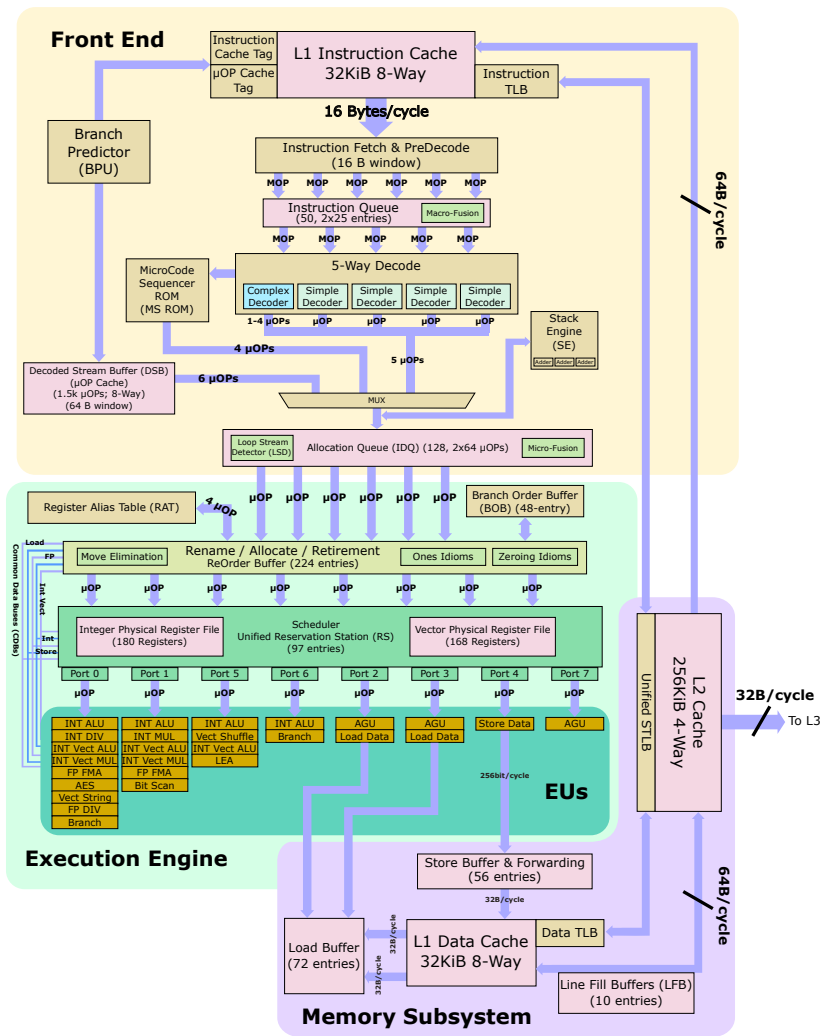 Front End
Instruction
Cache Tag
µOP Cache
Tag
L1 Instruction Cache
32KiB 8-Way
Instruction
TLB
16 Bytes/cycle
Branch
Predictor
(BPU)
Instruction Fetch & PreDecode
(16 B window)
MOP MOP MOP MOP MOP MOP
Instruction Queue
(50, 2x25 entries)
Macro-Fusion
MOP MOP MOP MOP MOP
64B/cycle
5-Way Decode
MicroCode
Sequencer
ROM
(MS ROM)
Complex
Decoder
Simple
Decoder
Simple
Decoder
Simple
Decoder
Simple
Decoder
1-4 µOPs µOP µOP µOP µOP
Stack
Engine
(SE)
Adder Adder Adder
4 µOPs
5 µOPs
Decoded Stream Buffer (DSB)
(µOP Cache)
(1.5k µOPs; 8-Way)
(64 B window)
6 µOPs
MUX
Loop Stream
Detector (LSD)
Allocation Queue (IDQ) (128, 2x64 µOPs)
Micro-Fusion
µOP µOP µOP µOP µOP µOP
Register Alias Table (RAT)
4 µOP
Branch Order Buffer
(BOB) (48-entry)
Load
FP
Common Data Buses (CDBs)
Int Vect
Int
Store
Move Elimination
Rename / Allocate / Retirement
ReOrder Buffer (224 entries)
Ones Idioms
Zeroing Idioms
µOP µOP µOP µOP µOP µOP µOP µOP
Integer Physical Register File
(180 Registers)
Scheduler
Unified Reservation Station (RS)
(97 entries)
Vector Physical Register File
(168 Registers)
Port 0 Port 1 Port 5 Port 6 Port 2 Port 3 Port 4 Port 7
µOP µOP µOP µOP µOP µOP µOP µOP
INT ALU
INT DIV
INT Vect ALU
INT Vect MUL
FP FMA
AES
Vect String
FP DIV
Branch
INT ALU
INT MUL
INT Vect ALU
INT Vect MUL
FP FMA
Bit Scan
INT ALU
Vect Shuffle
INT Vect ALU
LEA
INT ALU
Branch
AGU
Load Data
AGU
Load Data
Store Data
AGU
256bit/cycle
EUs
Execution Engine
Unified STLB
L2 Cache
256KiB 4-Way
32B/cycle
To L3
Store Buffer & Forwarding
(56 entries)
32B/cycle
64B/cycle
Load Buffer
(72 entries)
32B/cycle
32B/cycle
L1 Data Cache
32KiB 8-Way
Data TLB
Line Fill Buffers (LFB)
(10 entries)
Memory Subsystem